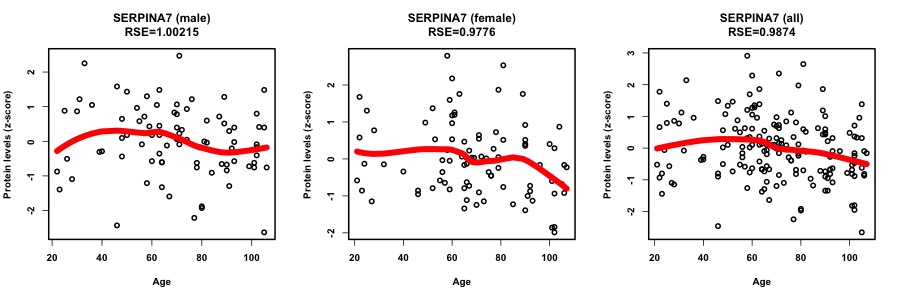 SERPINA7 (male)
RSE=1.00215
Protein levels (z-score)
2
1
0
-1
-2
20 40 60 80 100
Age
SERPINA7 (female)
RSE=0.9776
Protein levels (z-score)
2
1
0
-1
-2
20 40 60 80 100
Age
SERPINA7 (all)
RSE=0.9874
Protein levels (z-score)
3
2
1
0
-1
-2
20 40 60 80 100
Age